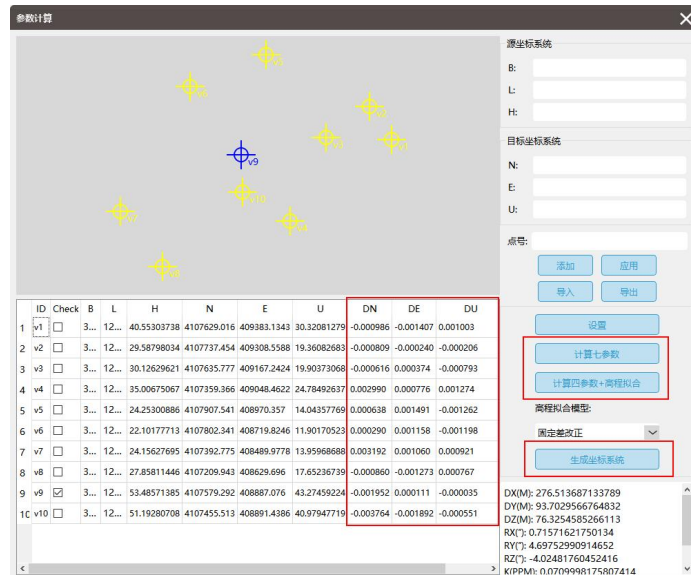 参数计算
v9
v10
v4
v7
源坐标系统
B:
L:
H:
目标坐标系统
N:
E:
U:
点号:
添加 应用
导入 导出
设置
计算七参数
计算四参数+高程拟合
高程拟合模型:
固定差改正
生成坐标系统
ID Check B L H N E U DN DE DU
1 v1 3... 12... 40.55303738 4107629.016 409383.1343 30.32081279 -0.000986 -0.001407 0.001003
2 v2 3... 12... 29.58798034 4107737.454 409308.5588 19.36082683 -0.000809 -0.000240 -0.000206
3 v3 3... 12... 30.12629621 4107635.777 409167.2424 19.90373068 -0.000616 0.000374 -0.000793
4 v4 3... 12... 35.00675067 4107359.366 409048.4622 24.78492637 0.002990 0.000776 0.001274
5 v5 3... 12... 24.25300886 4107907.541 408970.357 14.04357769 0.000638 0.001491 -0.001262
6 v6 3... 12... 22.10177713 4107802.341 408719.8246 11.90170523 0.000290 0.001158 -0.001198
7 v7 3... 12... 24.15627695 4107392.775 408489.9778 13.95968688 0.003192 0.001060 0.000921
8 v8 3... 12... 27.85811446 4107209.943 408629.696 17.65236739 -0.000860 -0.001273 0.000767
9 v9 3... 12... 53.48571385 4107579.292 408887.076 43.27459224 -0.001952 0.000111 -0.000035
10 v10 3... 12... 51.19280708 4107455.513 408891.4386 40.97947719 -0.003764 -0.001892 -0.000551
DX(M): 276.513687133789
DY(M): 93.7029566764832
DZ(M): 76.3254585266113
RX("): 0.71571621750134
RY("): 4.69752990914652
RZ("): -4.02481760452416
K(PPM): 0.0709998175807414